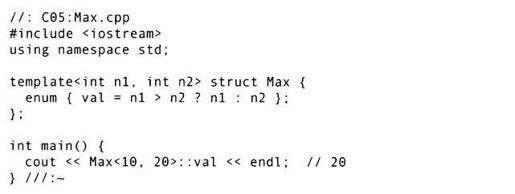 //: C05:Max.cpp
#include <iostream>
using namespace std;
template<int n1, int n2> struct Max {
enum { val = n1 > n2 ? n1 : n2 };
};
int main() {
cout << Max<10, 20>::val << endl;  // 20
} ///:~